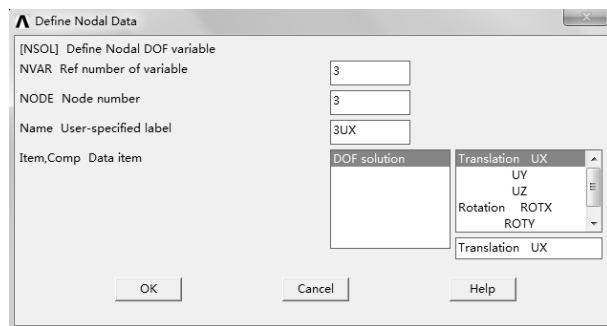 Define Nodal Data
[NSOL] Define Nodal DOF variable
NVAR Ref number of variable 3
NODE Node number 3
Name User-specified label 3UX
Item,Comp Data item DOF solution Translation UX
UY
UZ
Rotation ROTX
ROTY
Translation UX
OK Cancel Help